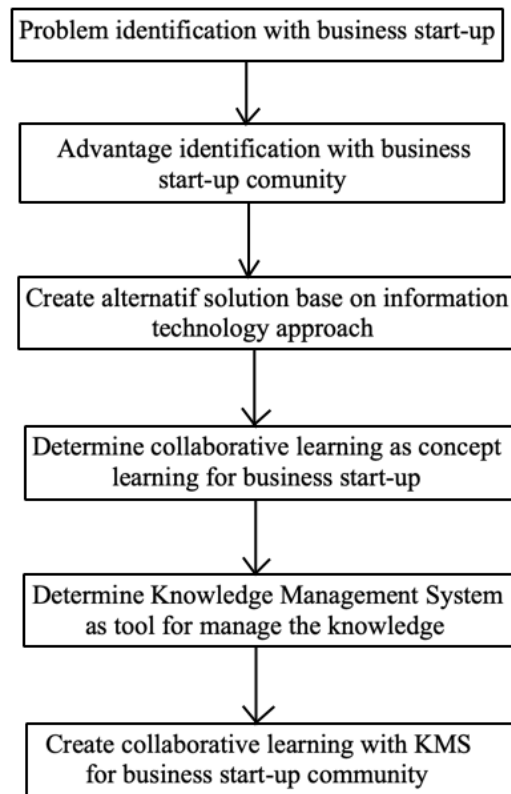 Problem identification with business start-up
Advantage identification with business
start-up comunity
Create alternatif solution base on information
technology approach
Determine collaborative learning as concept
learning for business start-up
Determine Knowledge Management System
as tool for manage the knowledge
Create collaborative learning with KMS
for business start-up community